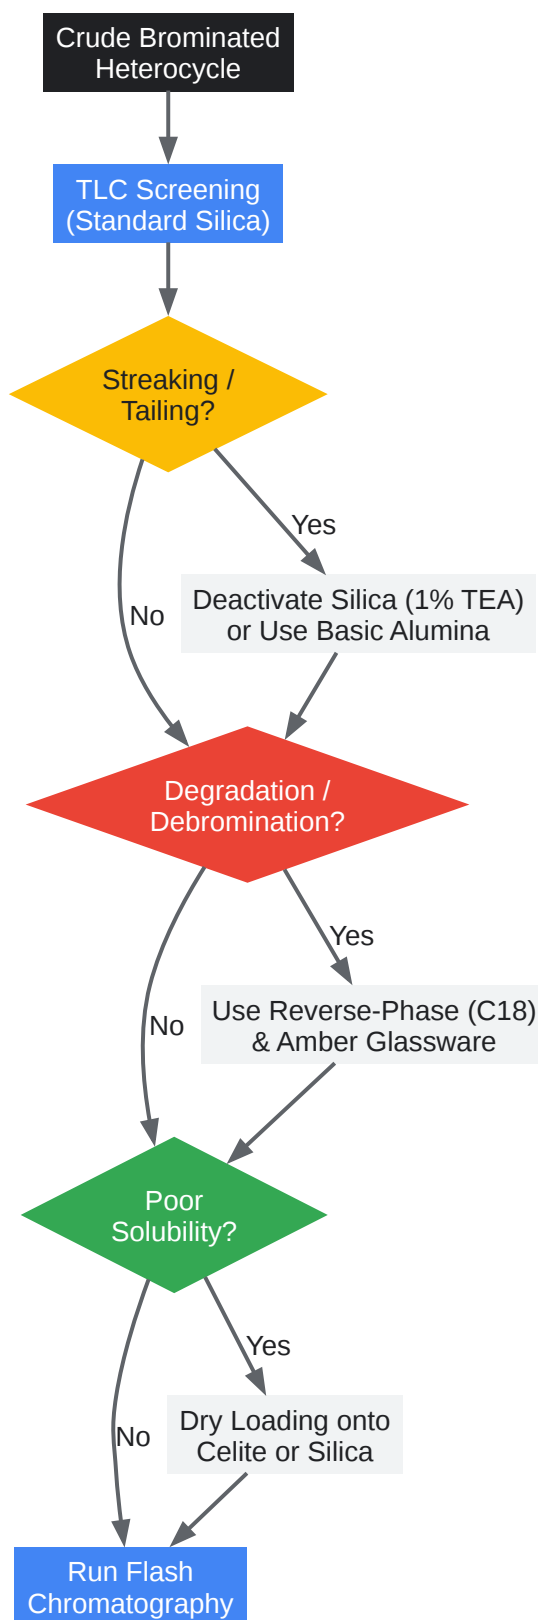 Crude Brominated
Heterocycle
TLC Screening
(Standard Silica)
Streaking /
Tailing?
Yes
No
Deactivate Silica (1% TEA)
or Use Basic Alumina
Degradation /
Debromination?
Yes
No
Use Reverse-Phase (C18)
& Amber Glassware
Poor
Solubility?
Yes
No
Dry Loading onto
Celite or Silica
Run Flash
Chromatography